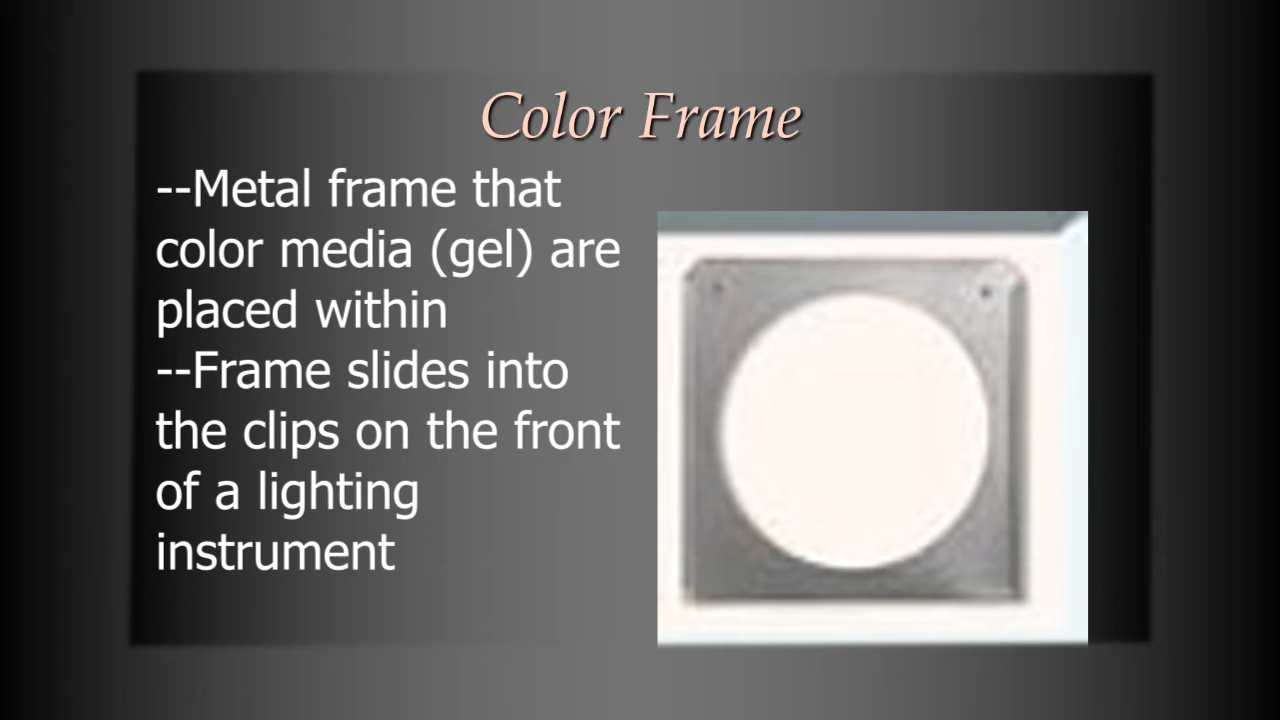 Color Frame
--Metal frame that
color media (gel) are
placed within
--Frame slides into
the clips on the front
of a lighting
instrument